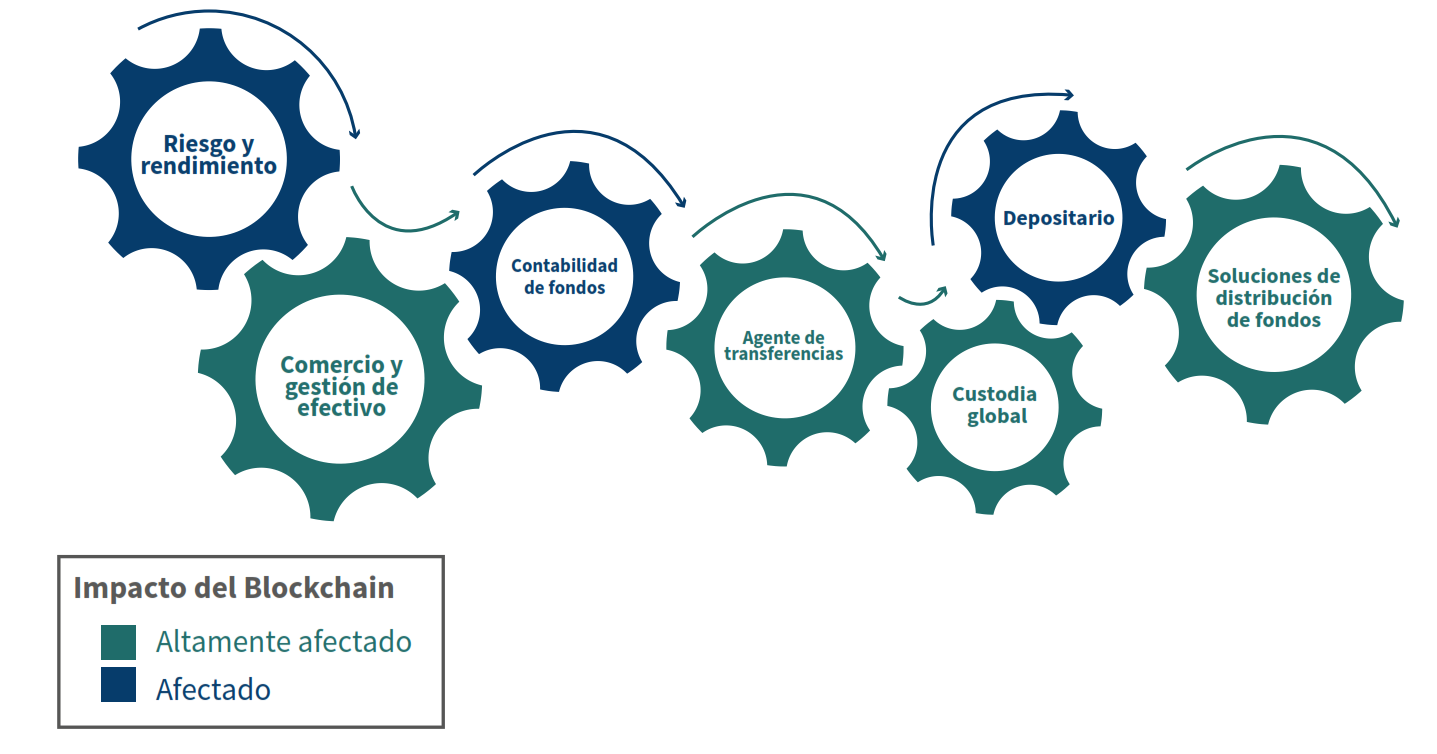 Riesgo y
rendimiento
Comercio y
gestión de
efectivo
Contabilidad
de fondos
Agente de
transferencias
Custodia
global
Depositario
Soluciones de
distribución
de fondos
Impacto del Blockchain
Altamente afectado
Afectado